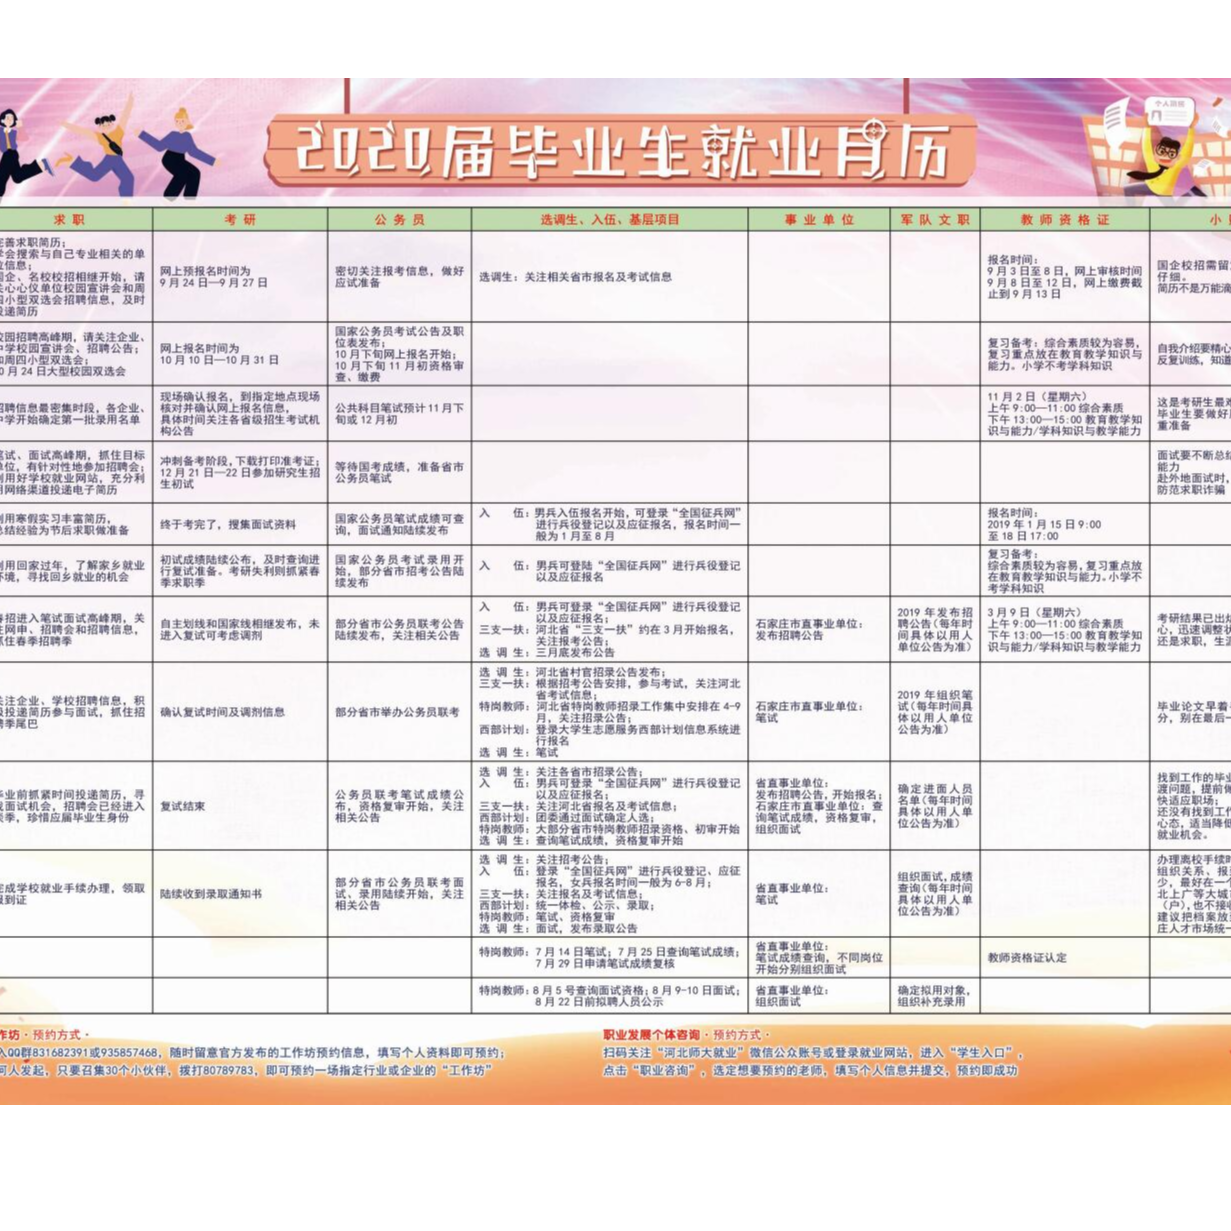 个人简历
2020届毕业生就业月历
求职
考研
公务员
选调生、入伍、基层项目
事业单位
军队文职
教师资格证
小
善求职简历;
会搜索与自己专业相关的单
信息;
企、名校校招相继开始,请
心心仪单位校园宣讲会和周
小型双选会招聘信息,及时
递简历
网上预报名时间为
9月24日—9月27日
密切关注报考信息,做好
应试准备
选调生:关注相关省市报名及考试信息
报名时间:
9月3日至8日,网上审核时间
9月8日至12日,网上缴费截
止到9月13日
国企校招需留
仔细。
简历不是万能滴
园招聘高峰期,请关注企业、
中学校园宣讲会、招聘公告;
周四小型双选会;
0月24日大型校园双选会
网上报名时间为
10月10日—10月31日
国家公务员考试公告及职
位表发布;
10月下旬网上报名开始;
10月下旬11月初资格审
查、缴费
复习备考:综合素质较为容易,
复习重点放在教育教学知识与
能力。小学不考学科知识
自我介绍要精心
反复训练,知道
聘信息最密集时段,各企业、
中学开始确定第一批录用名单
现场确认报名,到指定地点现场
核对并确认网上报名信息,
具体时间关注各省级招生考试机
构公告
公共科目笔试预计11月下
旬或12月初
11月2日(星期六)
上午9:00—11:00综合素质
下午13:00—15:00教育教学知
识与能力/学科知识与教学能力
这是考研生最难
毕业生要做好
重准备
试、面试高峰期,抓住目标
单位,有针对性地参加招聘会;
利用好学校就业网站,充分利
用网络渠道投递电子简历
冲刺备考阶段,下载打印准考证;
12月21日—22日参加研究生招
生初试
等待国考成绩,准备省市
公务员笔试
面试要不断总结
能力
赴外地面试时,
防范求职诈骗
利用寒假实习丰富简历,
总结经验为节后求职做准备
终于考完了,搜集面试资料
国家公务员笔试成绩可查
询,面试通知陆续发布
入 伍:男兵入伍报名开始,可登录“全国征兵网”
进行兵役登记以及应征报名,报名时间一
般为1月至8月
报名时间:
2019年1月15日9:00
至18日17:00
利用回家过年,了解家乡就业
环境,寻找回乡就业的机会
初试成绩陆续公布,及时查询进
行复试准备。考研失利则抓紧春
季求职季
国家公务员考试录用开
始,部分省市招考公告陆
续发布
入 伍:男兵可登陆“全国征兵网”进行兵役登记
以及应征报名
复习备考:
综合素质较为容易,复习重点放
在教育教学知识与能力。小学不
考学科知识
春招进入笔试面试高峰期,关
注网申、招聘会和招聘信息,
抓住春季招聘季
自主划线和国家线相继发布,未
进入复试可考虑调剂
部分省市公务员联考公告
陆续发布,关注相关公告
入 伍:男兵可登录“全国征兵网”进行兵役登记
以及应征报名;
三支一扶:河北省“三支一扶”约在3月开始报名,
关注报考公告;
选 调 生:三月底发布公告
石家庄市直事业单位:
发布招聘公告
2019年发布招
聘公告(每年时
间具体以用人
单位公告为准)
3月9日(星期六)
上午9:00—11:00综合素质
下午13:00—15:00教育教学知
识与能力/学科知识与教学能力
考研结果已出
心,迅速调整状
还是求职,生涯
关注企业、学校招聘信息,积
极投递简历参与面试,抓住招
聘季尾巴
确认复试时间及调剂信息
部分省市举办公务员联考
选 调 生:河北省村官招录公告发布;
三支一扶:根据招考公告安排,参与考试,关注河北
省考试信息;
特岗教师:河北省特岗教师招录工作集中安排在4-9
月,关注招录公告;
西部计划:登录大学生志愿服务西部计划信息系统进
行报名
选 调 生:笔试
石家庄市直事业单位:
笔试
2019年组织笔
试(每年时间具
体以用人单位
公告为准)
毕业论文早着
分,别在最后一
毕业前抓紧时间投递简历,寻
找面试机会,招聘会已经进入
淡季,珍惜应届毕业生身份
复试结束
公务员联考笔试成绩公
布,资格复审开始,关注
相关公告
选 调 生:关注各省市招录公告;
入 伍:男兵可登录“全国征兵网”进行兵役登记
以及应征报名;
三支一扶:关注河北省报名及考试信息;
西部计划:团委通过面试确定人选;
特岗教师:大部分省市特岗教师招录资格、初审开始
选 调 生:查询笔试成绩,资格复审开始
省直事业单位:
发布招聘公告,开始报名;
石家庄市直事业单位:查
询笔试成绩,资格复审,
组织面试
确定进面人员
名单(每年时间
具体以用人单
位公告为准)
找到工作的毕业
渡问题,提前做
快适应职场;
还没有找到工作
心态,适当降低
就业机会。
完成学校就业手续办理,领取
报到证
陆续收到录取通知书
部分省市公务员联考面
试、录用陆续开始,关注
相关公告
选 调 生:关注招考公告;
入 伍:登录“全国征兵网”进行兵役登记、应征
报名,女兵报名时间一般为6-8月;
三支一扶:关注报名及考试信息;
西部计划:统一体检、公示、录取;
特岗教师:笔试、资格复审
选 调 生:面试,发布录取公告
省直事业单位:
笔试
组织面试,成绩
查询(每年时间
具体以用人单
位公告为准)
办理离校手续时
组织关系、报
少,最好在一个
北上广等大城
(户),也不接收
建议把档案放
庄人才市场统一
特岗教师:7月14日笔试;7月25日查询笔试成绩;
7月29日申请笔试成绩复核
省直事业单位:
笔试成绩查询,不同岗位
开始分别组织面试
教师资格证认定
特岗教师:8月5号查询面试资格;8月9-10日面试;
8月22日前拟聘人员公示
省直事业单位:
组织面试
确定拟用对象,
组织补充录用
作坊·预约方式·
入QQ群831682391或935857468,随时留意官方发布的工作坊预约信息,填写个人资料即可预约;
何人发起,只要召集30个小伙伴,拨打80789783,即可预约一场指定行业或企业的“工作坊”
职业发展个体咨询·预约方式·
扫码关注“河北师大就业”微信公众账号或登录就业网站,进入“学生入口”,
点击“职业咨询”,选定想要预约的老师,填写个人信息并提交,预约即成功